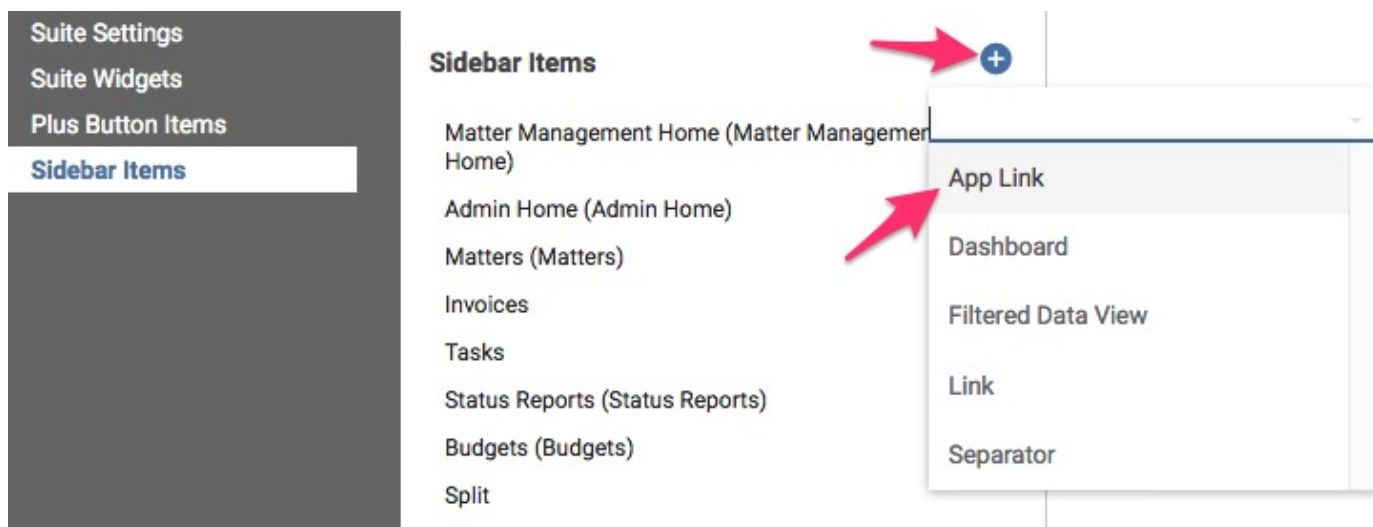 Suite Settings
Suite Widgets
Plus Button Items
Sidebar Items
Sidebar Items
Matter Management Home (Matter Managemen
Home)
Admin Home (Admin Home)
Matters (Matters)
Invoices
Tasks
Status Reports (Status Reports)
Budgets (Budgets)
Split
App Link
Dashboard
Filtered Data View
Link
Separator